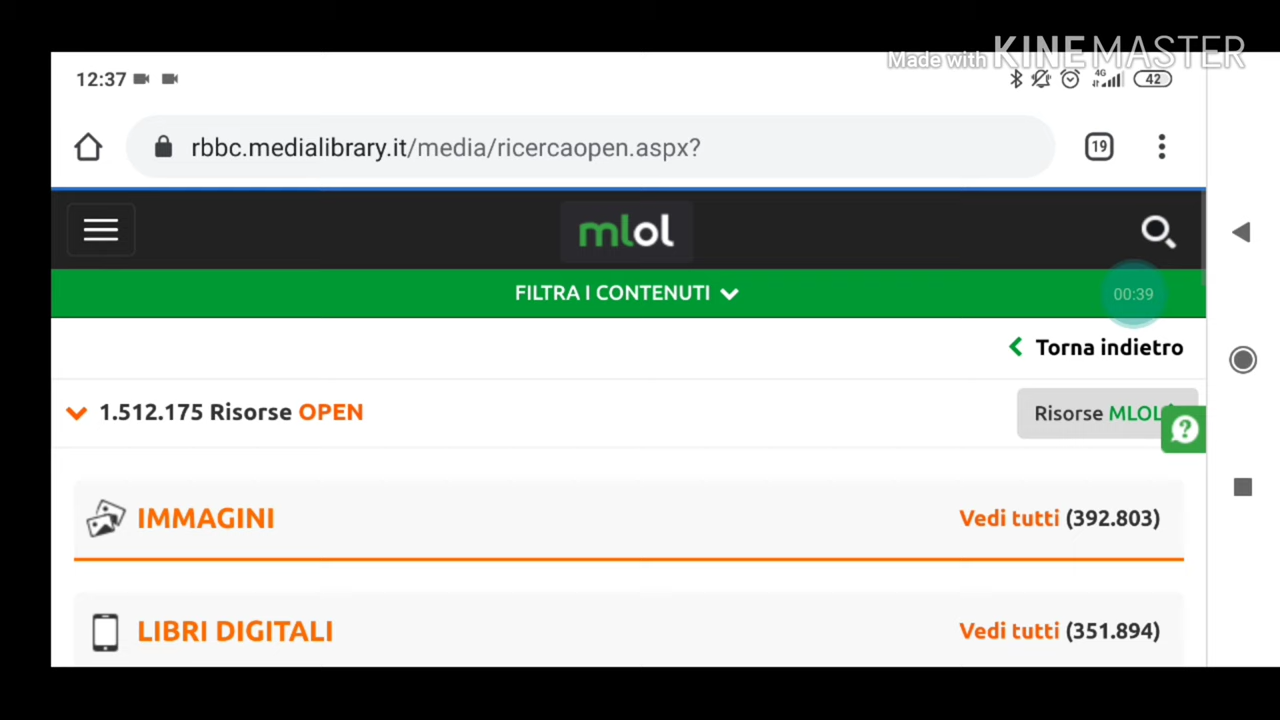 Made with KINEMASTER
12:37
4G
42
rbbc.medialibrary.it/media/ricercaopen.aspx?
19
mlol
FILTRA I CONTENUTI
00:39
Torna indietro
1.512.175 Risorse OPEN
Risorse MLOL
?
IMMAGINI
Vedi tutti (392.803)
LIBRI DIGITALI
Vedi tutti (351.894)